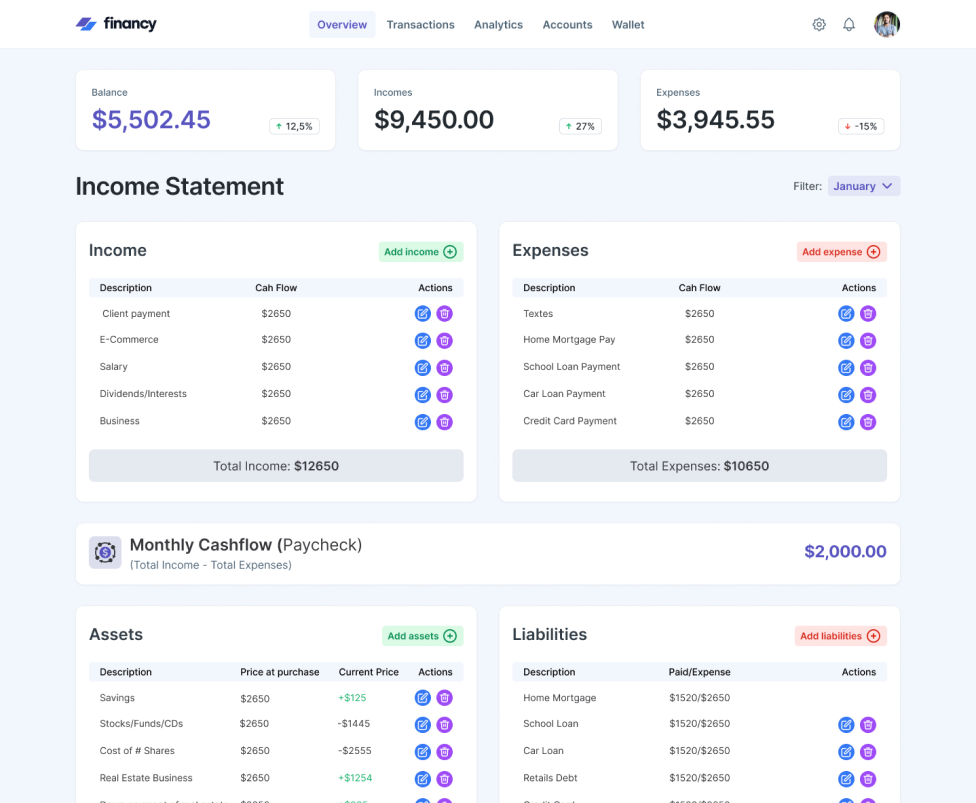 financy
Overview Transactions Analytics Accounts Wallet
Balance
$5,502.45
12,5%
Incomes
$9,450.00
27%
Expenses
$3,945.55
-15%
Income Statement
Filter: January
Income
Add income
Description Cah Flow Actions
Client payment $2650
E-Commerce $2650
Salary $2650
Dividends/Interests $2650
Business $2650
Total Income: $12650
Expenses
Add expense
Description Cah Flow Actions
Textes $2650
Home Mortgage Pay $2650
School Loan Payment $2650
Car Loan Payment $2650
Credit Card Payment $2650
Total Expenses: $10650
Monthly Cashflow (Paycheck)
(Total Income - Total Expenses)
$2,000.00
Assets
Add assets
Description Price at purchase Current Price Actions
Savings $2650 +$125
Stocks/Funds/CDs $2650 -$1445
Cost of # Shares $2650 -$2555
Real Estate Business $2650 +$1254
Liabilities
Add liabilities
Description Paid/Expense Actions
Home Mortgage $1520/$2650
School Loan $1520/$2650
Car Loan $1520/$2650
Retails Debt $1520/$2650